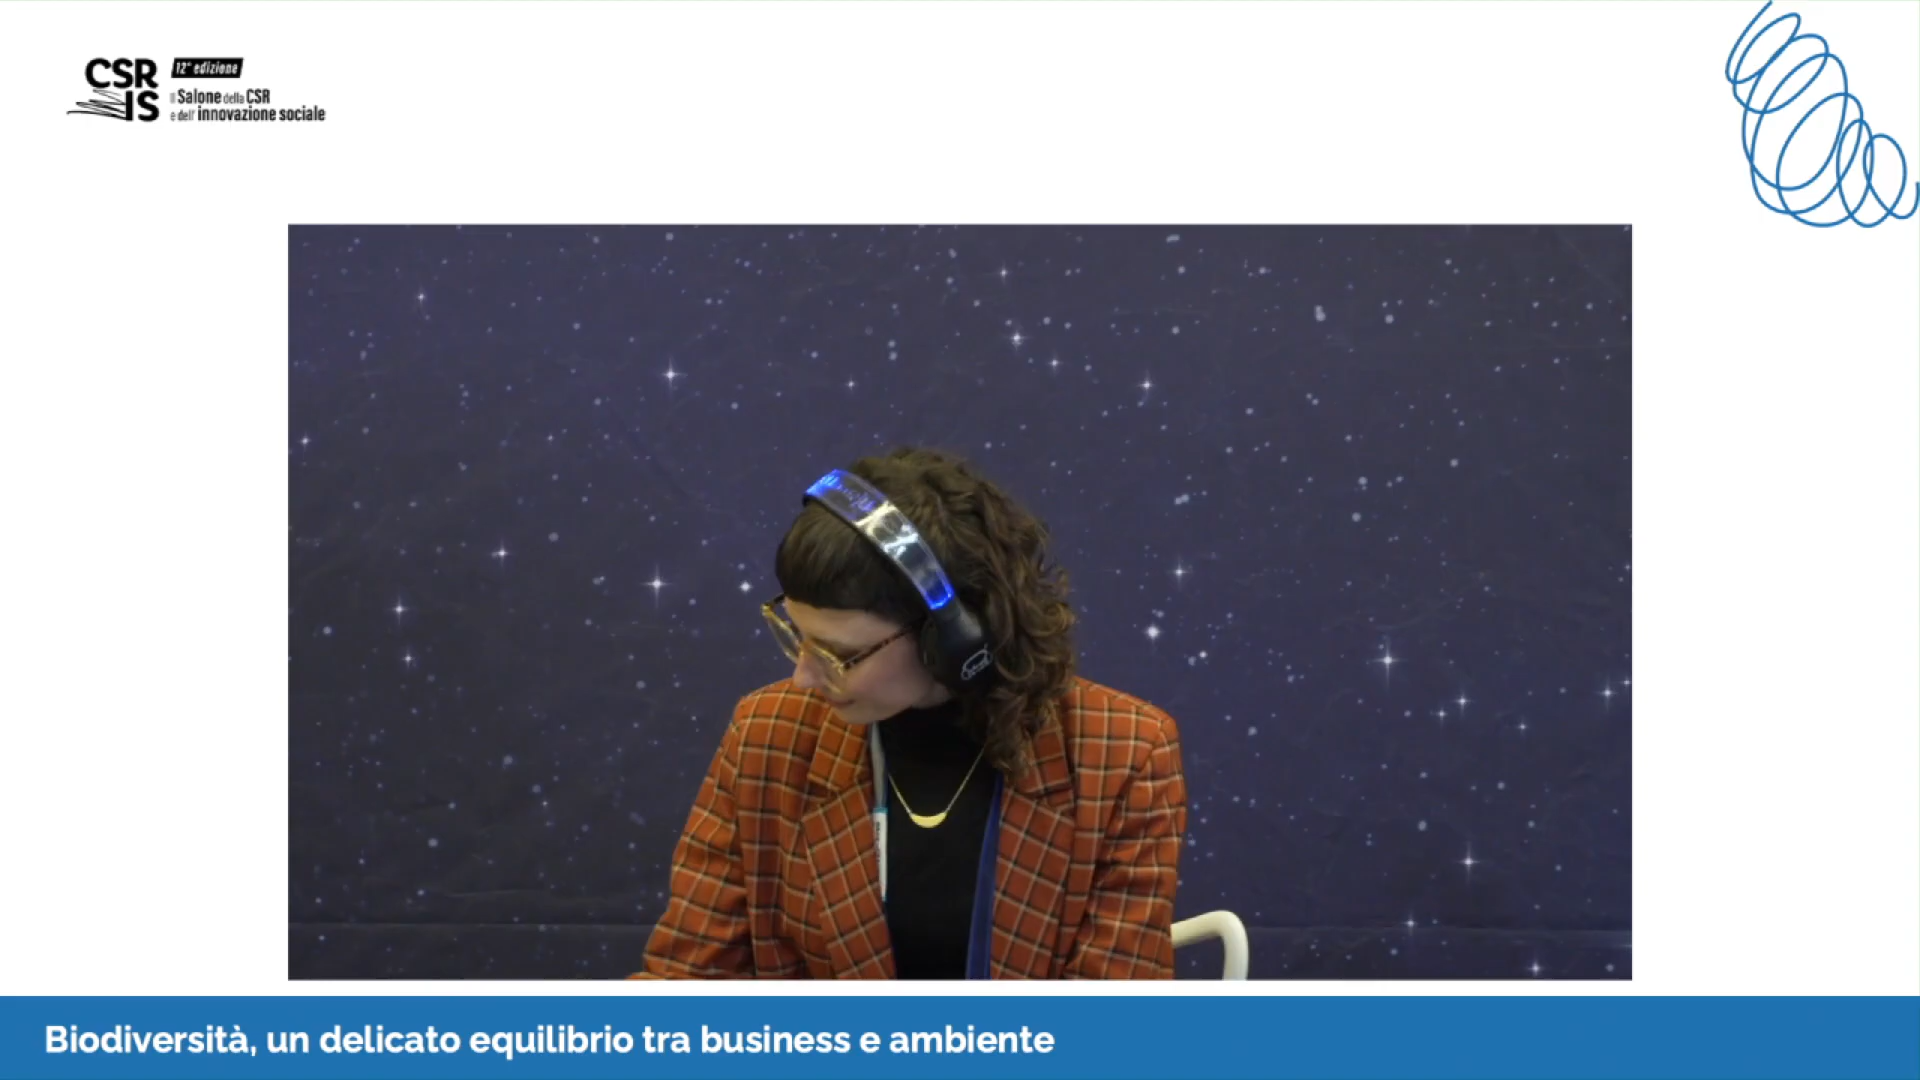 CSR
IS
12ª edizione
Il Salone della CSR
e dell'innovazione sociale
Biodiversità, un delicato equilibrio tra business e ambiente